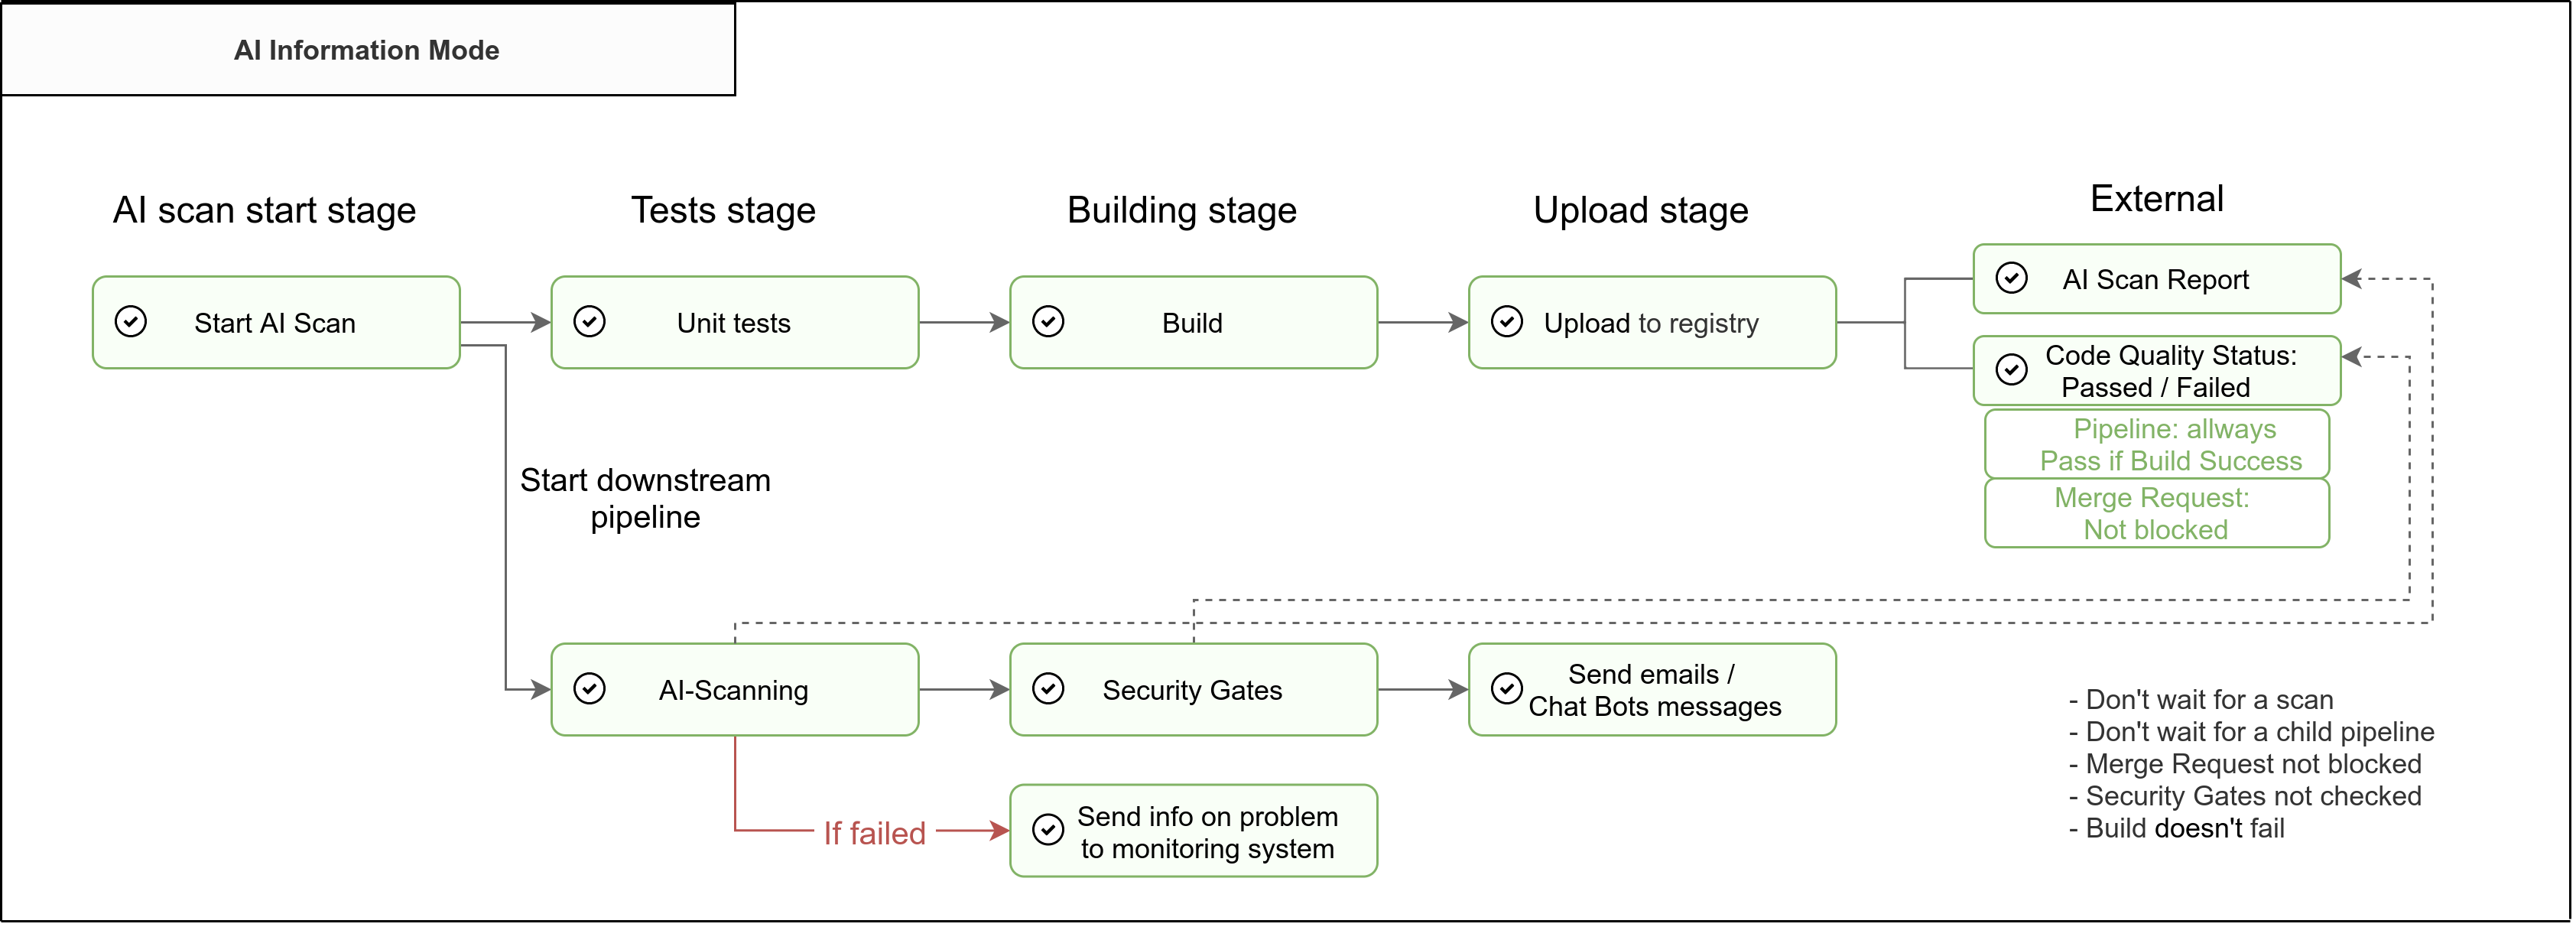 AI Information Mode
AI scan start stage
Tests stage
Building stage
Upload stage
External
Start AI Scan
Unit tests
Build
Upload to registry
AI Scan Report
Code Quality Status:
Passed / Failed
Pipeline: allways
Pass if Build Success
Merge Request:
Not blocked
Start downstream
pipeline
AI-Scanning
Security Gates
Send emails /
Chat Bots messages
If failed
Send info on problem
to monitoring system
- Don't wait for a scan
- Don't wait for a child pipeline
- Merge Request not blocked
- Security Gates not checked
- Build doesn't fail